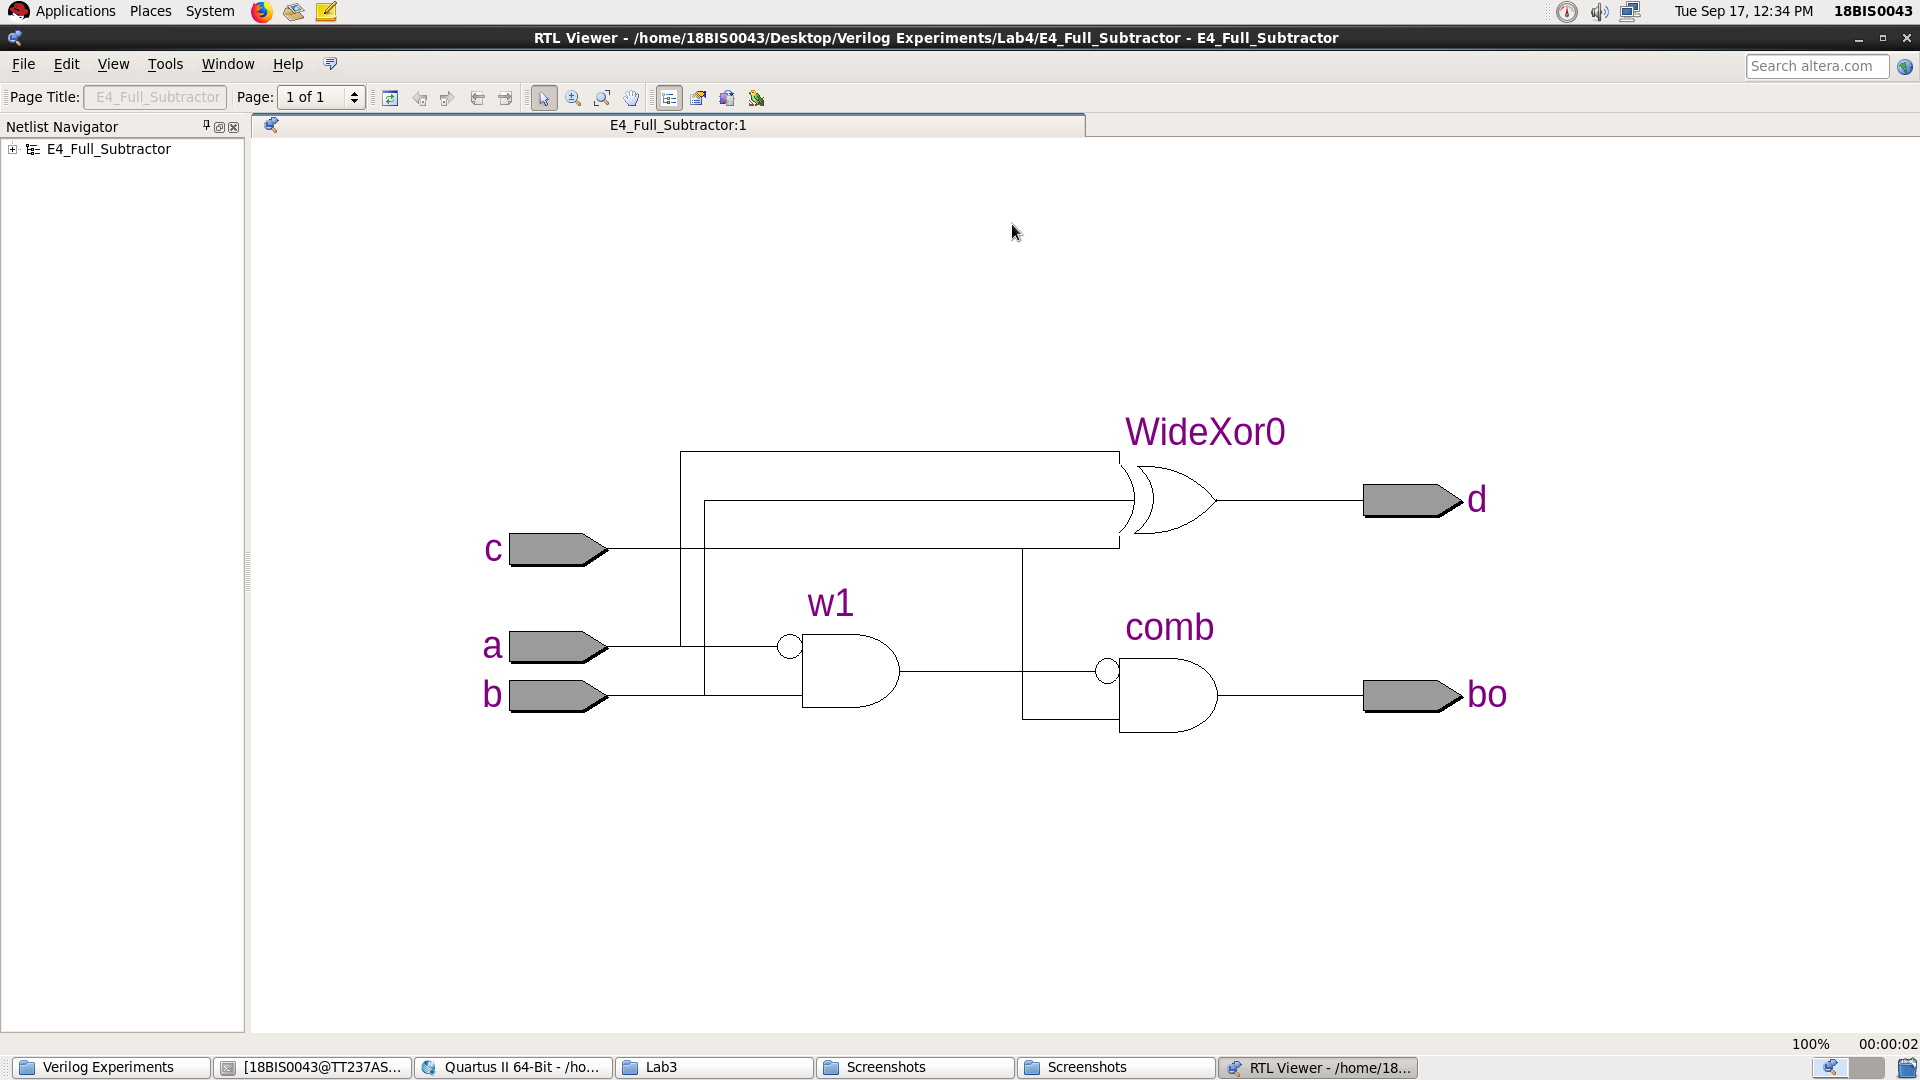 Applications Places System
Tue Sep 17, 12:34 PM 18BIS0043
RTL Viewer - /home/18BIS0043/Desktop/Verilog Experiments/Lab4/E4_Full_Subtractor - E4_Full_Subtractor
File Edit View Tools Window Help
Search altera.com
Page Title: E4_Full_Subtractor Page: 1 of 1
Netlist Navigator
E4_Full_Subtractor:1
E4_Full_Subtractor
WideXor0
d
c
w1
comb
a
b
bo
100% 00:00:02
Verilog Experiments
[18BIS0043@TT237AS...
Quartus II 64-Bit - /ho...
Lab3
Screenshots
Screenshots
RTL Viewer - /home/18...